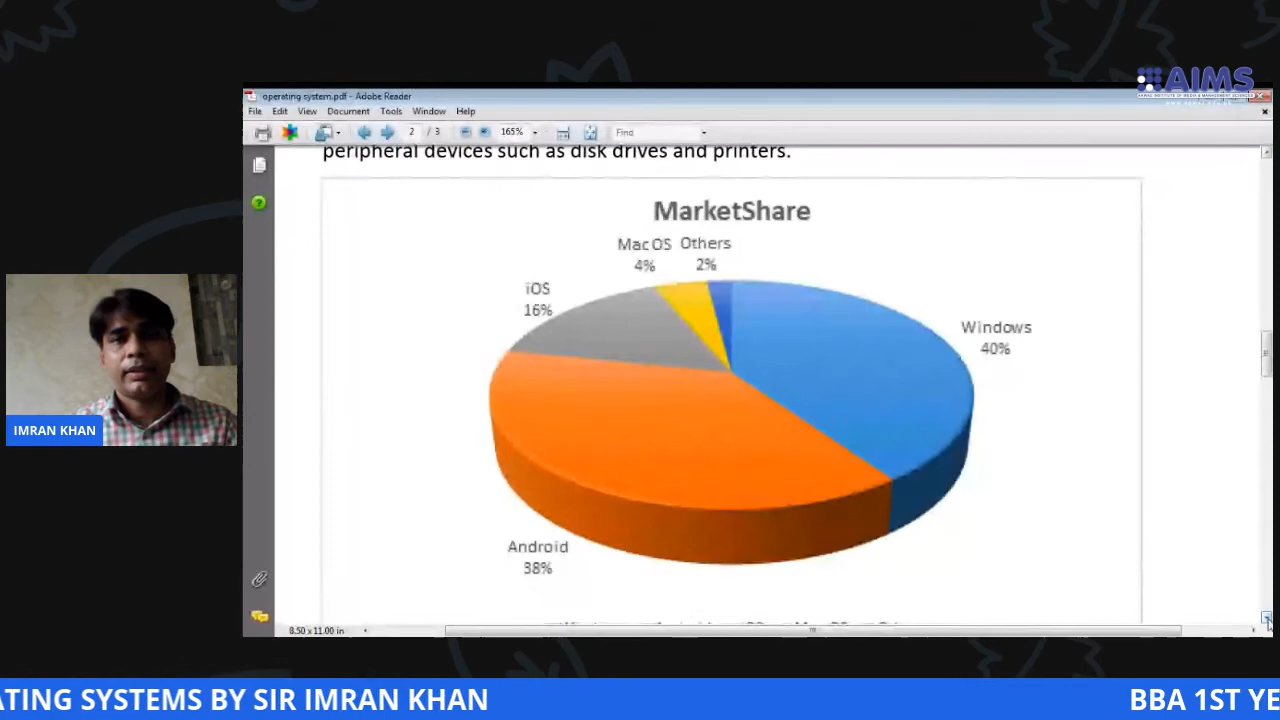 AIMS
operating system.pdf - Adobe Reader
File Edit View Document Tools Window Help
2 / 3 165% Find
peripheral devices such as disk drives and printers.
MarketShare
Mac OS Others
4% 2%
iOS
16%
Windows
40%
Android
38%
8.50 x 11.00 in
IMRAN KHAN
ATING SYSTEMS BY SIR IMRAN KHAN BBA 1ST YE